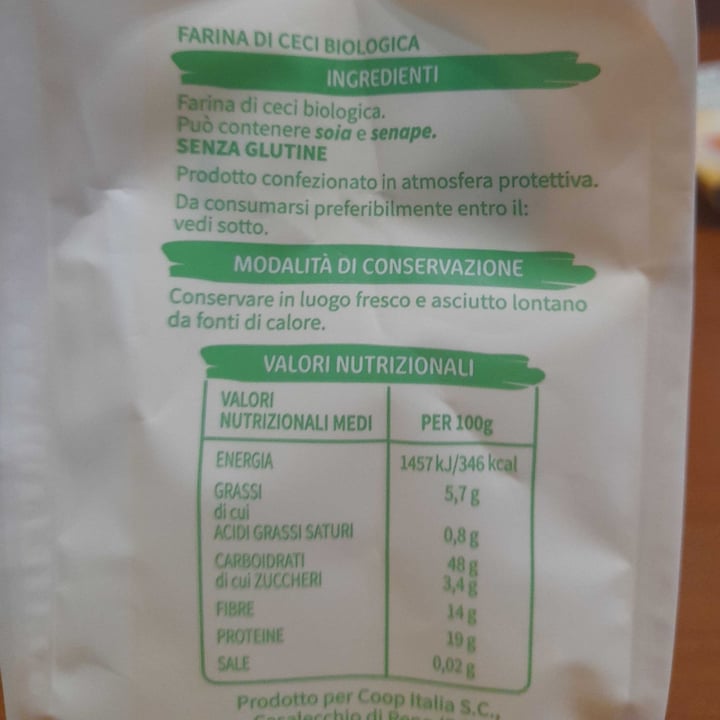 FARINA DI CECI BIOLOGICA
INGREDIENTI
Farina di ceci biologica.
Può contenere soia e senape.
SENZA GLUTINE
Prodotto confezionato in atmosfera protettiva.
Da consumarsi preferibilmente entro il:
vedi sotto.
MODALITÀ DI CONSERVAZIONE
Conservare in luogo fresco e asciutto lontano
da fonti di calore.
VALORI NUTRIZIONALI
VALORI
NUTRIZIONALI MEDI PER 100g
ENERGIA 1457 kJ/346 kcal
GRASSI 5,7 g
di cui
ACIDI GRASSI SATURI 0,8 g
CARBOIDRATI 48 g
di cui ZUCCHERI 3,4 g
FIBRE 14 g
PROTEINE 19 g
SALE 0,02 g
Prodotto per Coop Italia S.C.,
Casalecchio di